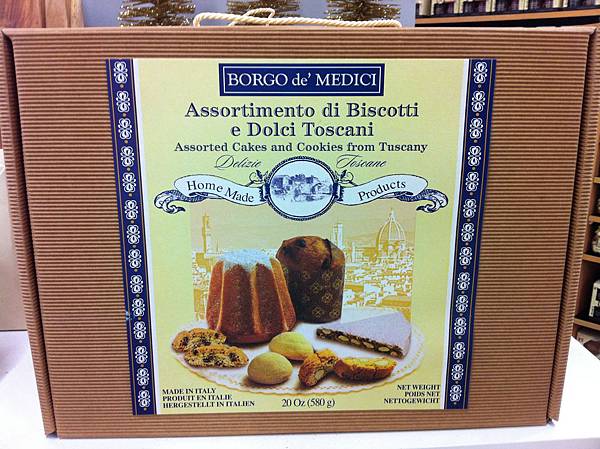 BORGO de' MEDICI
Assortimento di Biscotti
e Dolci Toscani
Assorted Cakes and Cookies from Tuscany
Delizie Toscane
Home Made Products
MADE IN ITALY
PRODUIT EN ITALIE
HERGESTELLT IN ITALIEN
20 Oz (580 g)
NET WEIGHT
POIDS NET
NETTOGEWICHT